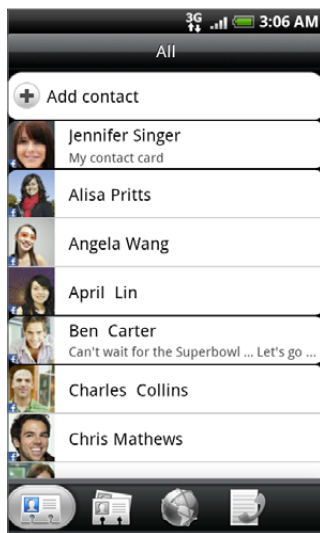 3G 3:06 AM
All
Add contact
Jennifer Singer
My contact card
Alisa Pritts
Angela Wang
April Lin
Ben Carter
Can't wait for the Superbowl ... Let's go ...
Charles Collins
Chris Mathews